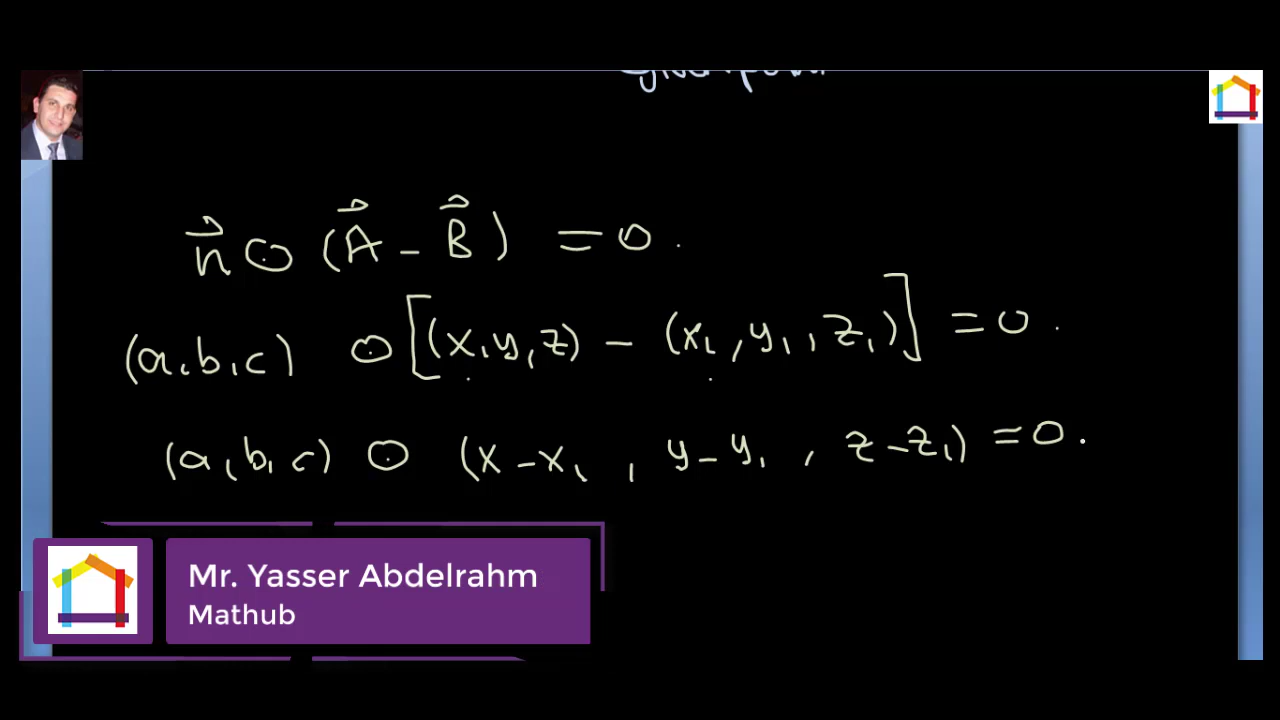 n⃗ ⊙ (A⃗ - B⃗) = 0.
(a,b,c) ⊙ [(x,y,z) - (x₁,y₁,z₁)] = 0.
(a,b,c) ⊙ (x-x₁, y-y₁, z-z₁) = 0.
Mr. Yasser Abdelrahm
Mathub